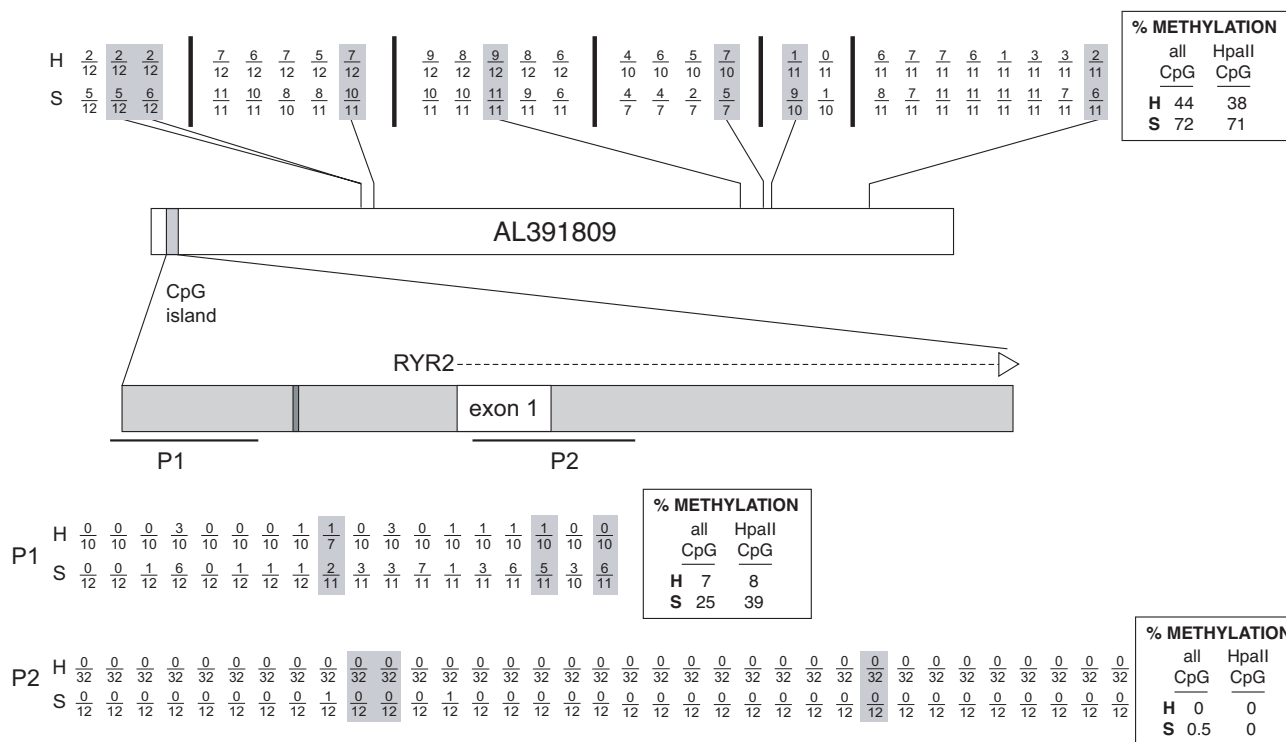 % METHYLATION
all HpaII
CpG CpG
H 44 38
S 72 71
H 2/12 2/12 2/12 7/12 6/12 7/12 5/12 7/12 9/12 8/12 9/12 8/12 6/12 4/10 6/10 5/10 7/10 1/11 0/11 6/11 7/11 7/11 6/11 1/11 3/11 3/11 2/11
S 5/12 5/12 6/12 11/11 10/11 8/10 8/11 10/11 10/11 10/11 11/11 9/11 6/11 4/7 4/7 2/7 5/7 9/10 1/10 8/11 7/11 11/11 11/11 11/11 11/11 7/11 6/11
AL391809
CpG
island
RYR2
exon 1
P1
P2
% METHYLATION
all HpaII
CpG CpG
H 7 8
S 25 39
P1
H 0/10 0/10 0/10 3/10 0/10 0/10 0/10 1/10 1/7 0/10 3/10 0/10 1/10 1/10 1/10 1/10 0/10 0/10
S 0/12 0/12 1/12 6/12 0/12 1/12 1/12 1/12 2/11 3/11 3/11 7/11 1/11 3/11 6/11 5/11 3/10 6/11
% METHYLATION
all HpaII
CpG CpG
H 0 0
S 0.5 0
P2
H 0/32 0/32 0/32 0/32 0/32 0/32 0/32 0/32 0/32 0/32 0/32 0/32 0/32 0/32 0/32 0/32 0/32 0/32 0/32 0/32 0/32 0/32 0/32 0/32 0/32 0/32 0/32 0/32 0/32 0/32 0/32 0/32 0/32 0/32 0/32
S 0/12 0/12 0/12 0/12 0/12 0/12 0/12 0/12 1/12 0/12 0/12 0/12 1/12 0/12 0/12 0/12 0/12 0/12 0/12 0/12 0/12 0/12 0/12 0/12 0/12 0/12 0/12 0/12 0/12 0/12 0/12 0/12 0/12 0/12 0/12